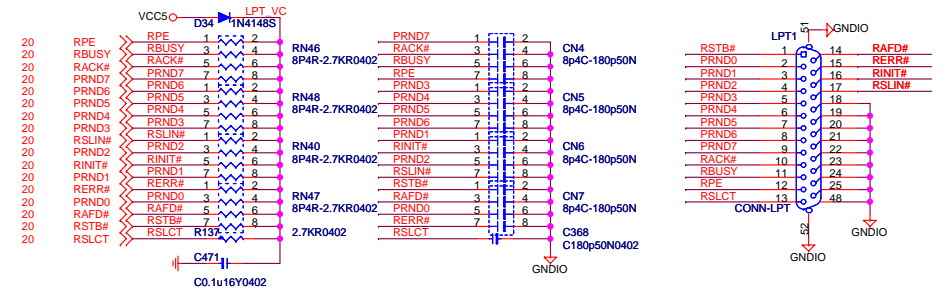 VCC5 LPT_VC
D34 1N4148S
20 RPE RPE 1 2
20 RBUSY RBUSY 3 4 RN46
20 RACK# RACK# 5 6 8P4R-2.7KR0402
20 PRND7 PRND7 7 8
20 PRND6 PRND6 1 2
20 PRND5 PRND5 3 4 RN48
20 PRND4 PRND4 5 6 8P4R-2.7KR0402
20 PRND3 PRND3 7 8
20 RSLIN# RSLIN# 1 2
20 PRND2 PRND2 3 4 RN40
20 RINIT# RINIT# 5 6 8P4R-2.7KR0402
20 PRND1 PRND1 7 8
20 RERR# RERR# 1 2
20 PRND0 PRND0 3 4 RN47
20 RAFD# RAFD# 5 6 8P4R-2.7KR0402
20 RSTB# RSTB# 7 8
20 RSLCT RSLCT R137 2.7KR0402
C471
C0.1u16Y0402
PRND7 1 2
RACK# 3 4 CN4
RBUSY 5 6 8p4C-180p50N
RPE 7 8
PRND3 1 2
PRND4 3 4 CN5
PRND5 5 6 8p4C-180p50N
PRND6 7 8
PRND1 1 2
RINIT# 3 4 CN6
PRND2 5 6 8p4C-180p50N
RSLIN# 7 8
RSTB# 1 2
RAFD# 3 4 CN7
PRND0 5 6 8p4C-180p50N
RERR# 7 8
RSLCT C368
C180p50N0402
GNDIO
51 GNDIO
LPT1
RSTB# 1 14 RAFD#
PRND0 2 15 RERR#
PRND1 3 16 RINIT#
PRND2 4 17 RSLIN#
PRND3 5 18
PRND4 6 19
PRND5 7 20
PRND6 8 21
PRND7 9 22
RACK# 10 23
RBUSY 11 24
RPE 12 25
RSLCT 13 48
CONN-LPT
52
GNDIO GNDIO